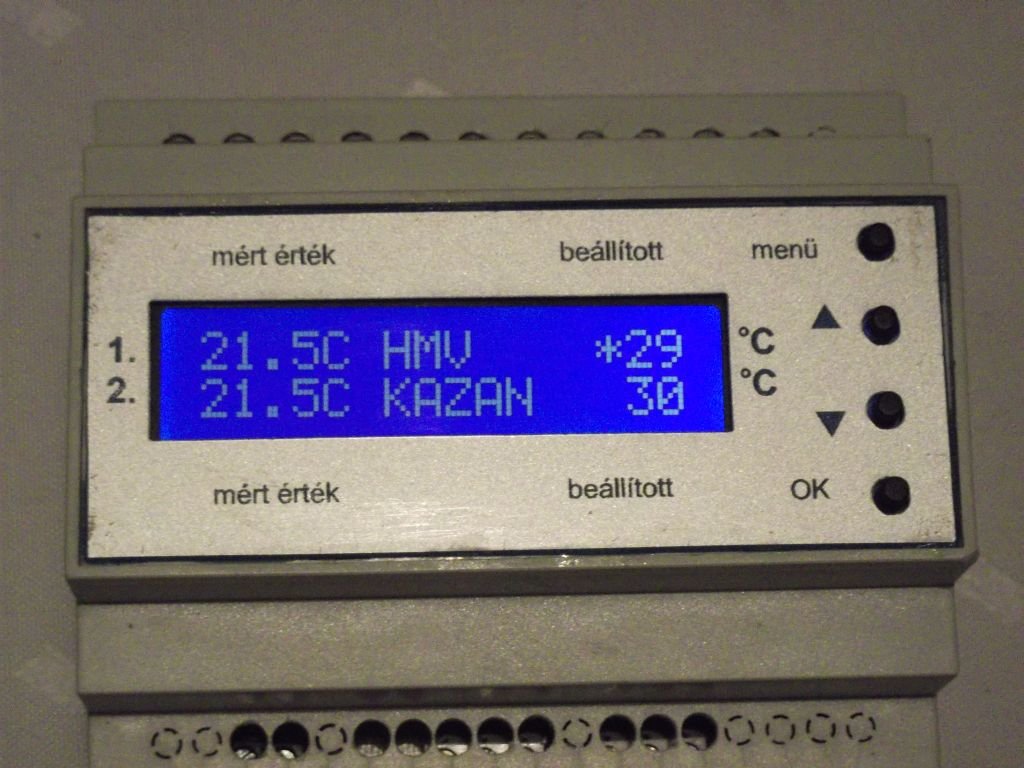 mért érték beállított menü
1. 21.5C HMV *29 °C
2. 21.5C KAZAN 30 °C
mért érték beállított OK